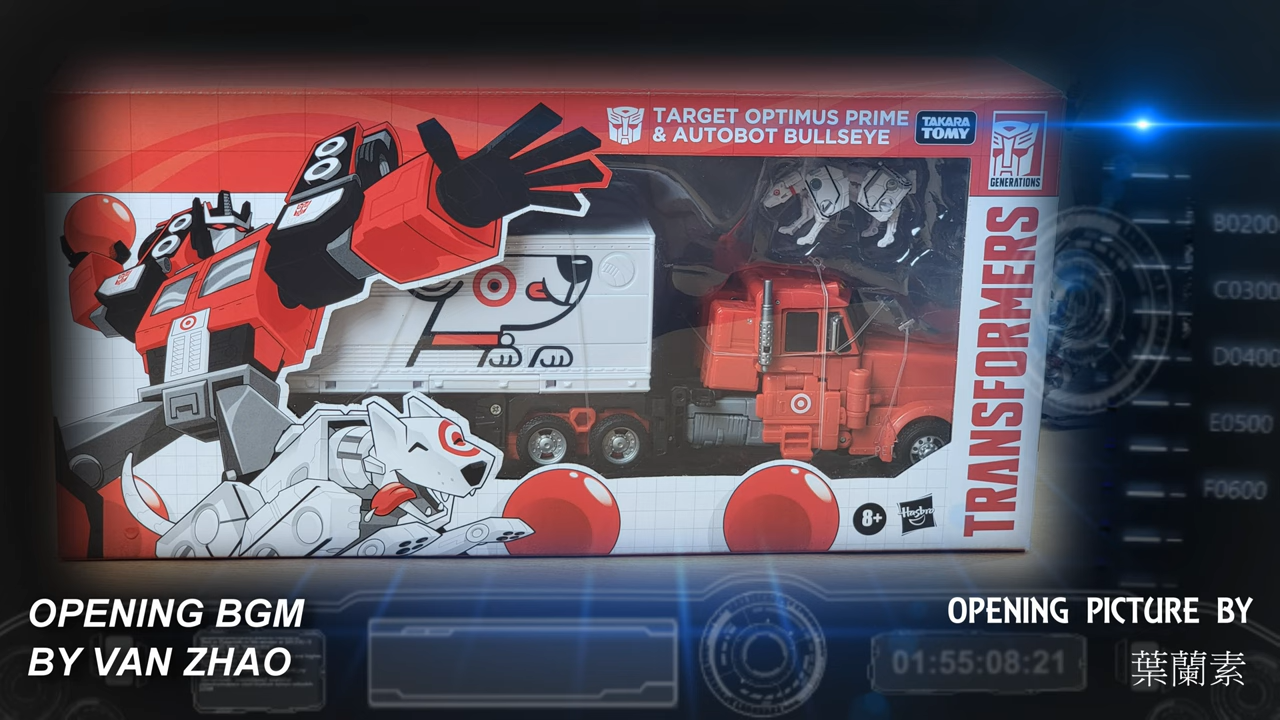 TARGET OPTIMUS PRIME
& AUTOBOT BULLSEYE
TAKARA
TOMY
GENERATIONS
TRANSFORMERS
8+
Hasbro
B0200
C0300
D0400
E0500
F0600
OPENING BGM
BY VAN ZHAO
01:55:08:21
OPENING PICTURE BY
葉蘭素